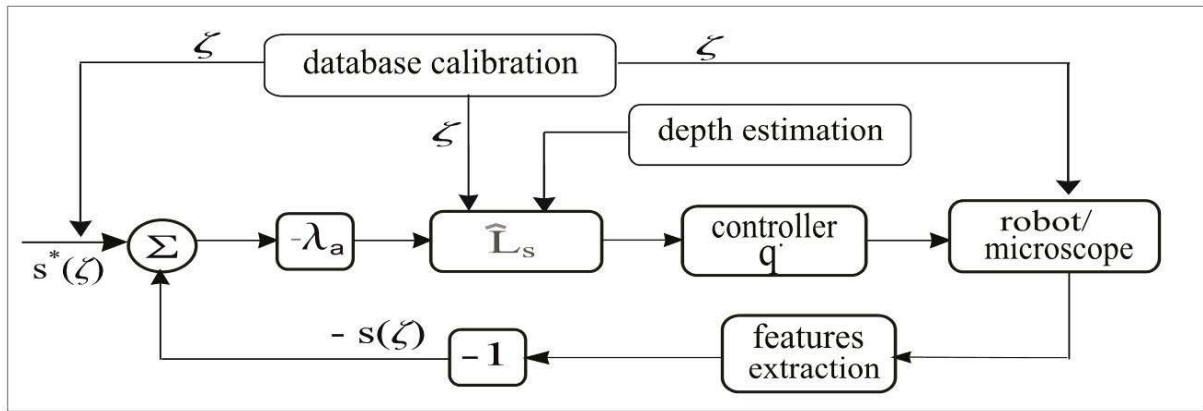 ζ
database calibration
ζ
ζ
depth estimation
s*(ζ)
Σ
-λₐ
L̂ₛ
controller
q̇
robot/
microscope
- s(ζ)
-1
features
extraction